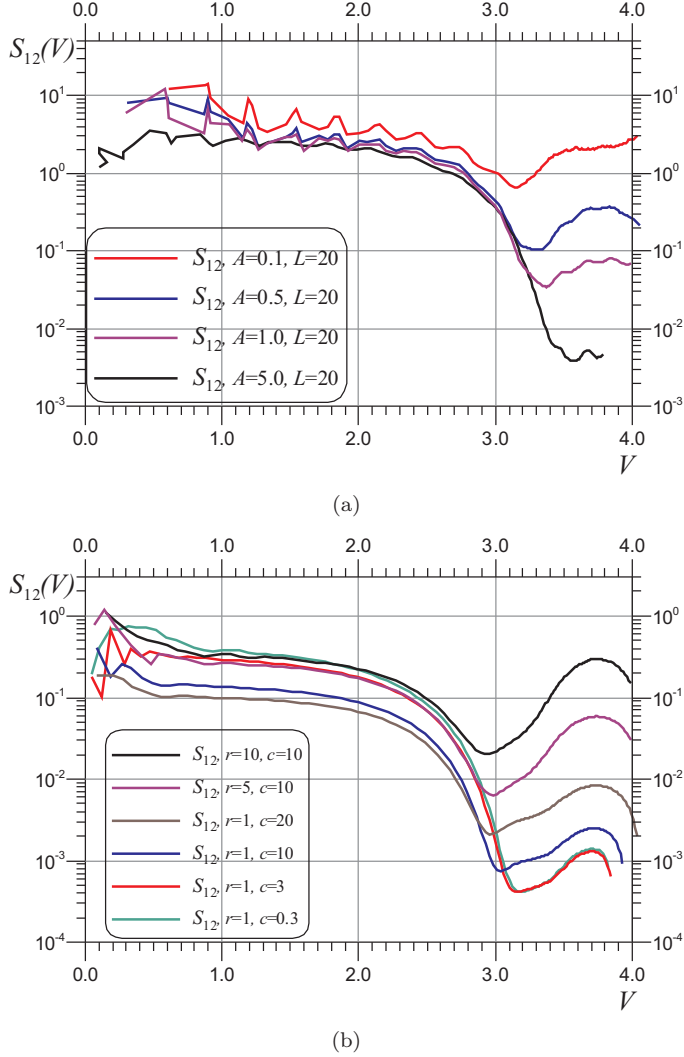 0.0 1.0 2.0 3.0 4.0
S₁₂(V)
10¹ 10¹
10⁰ 10⁰
10⁻¹ 10⁻¹
10⁻² 10⁻²
10⁻³ 10⁻³
S₁₂, A=0.1, L=20
S₁₂, A=0.5, L=20
S₁₂, A=1.0, L=20
S₁₂, A=5.0, L=20
0.0 1.0 2.0 3.0 4.0
V
(a)
0.0 1.0 2.0 3.0 4.0
S₁₂(V)
10⁰ 10⁰
10⁻¹ 10⁻¹
10⁻² 10⁻²
10⁻³ 10⁻³
10⁻⁴ 10⁻⁴
S₁₂, r=10, c=10
S₁₂, r=5, c=10
S₁₂, r=1, c=20
S₁₂, r=1, c=10
S₁₂, r=1, c=3
S₁₂, r=1, c=0.3
0.0 1.0 2.0 3.0 4.0
V
(b)